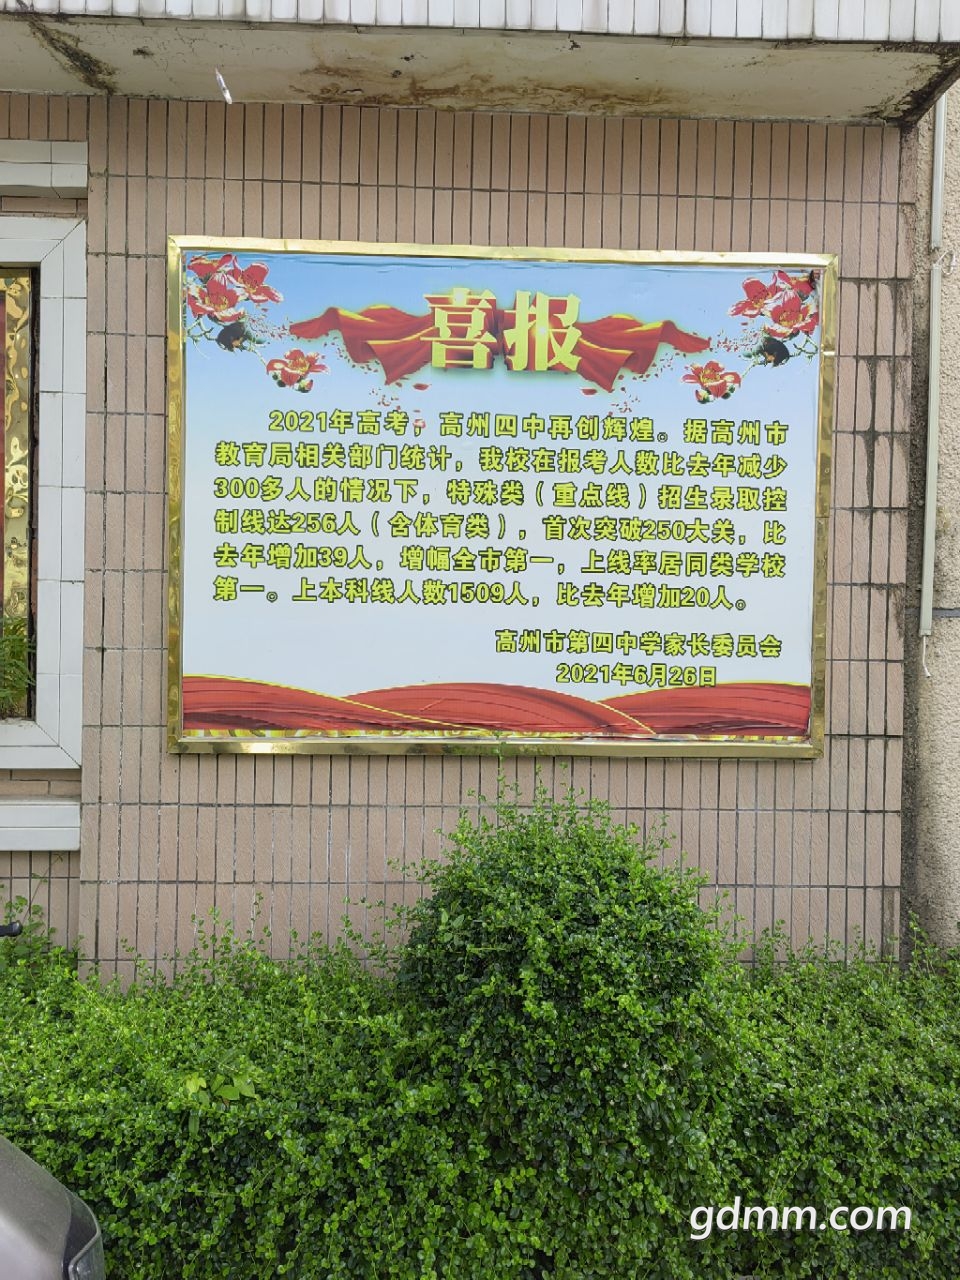 喜报
2021年高考，高州四中再创辉煌。据高州市
教育局相关部门统计，我校在报考人数比去年减少
300多人的情况下，特殊类（重点线）招生录取控
制线达256人（含体育类），首次突破250大关，比
去年增加39人，增幅全市第一，上线率居同类学校
第一。上本科线人数1509人，比去年增加20人。
高州市第四中学家长委员会
2021年6月26日
gdmm.com